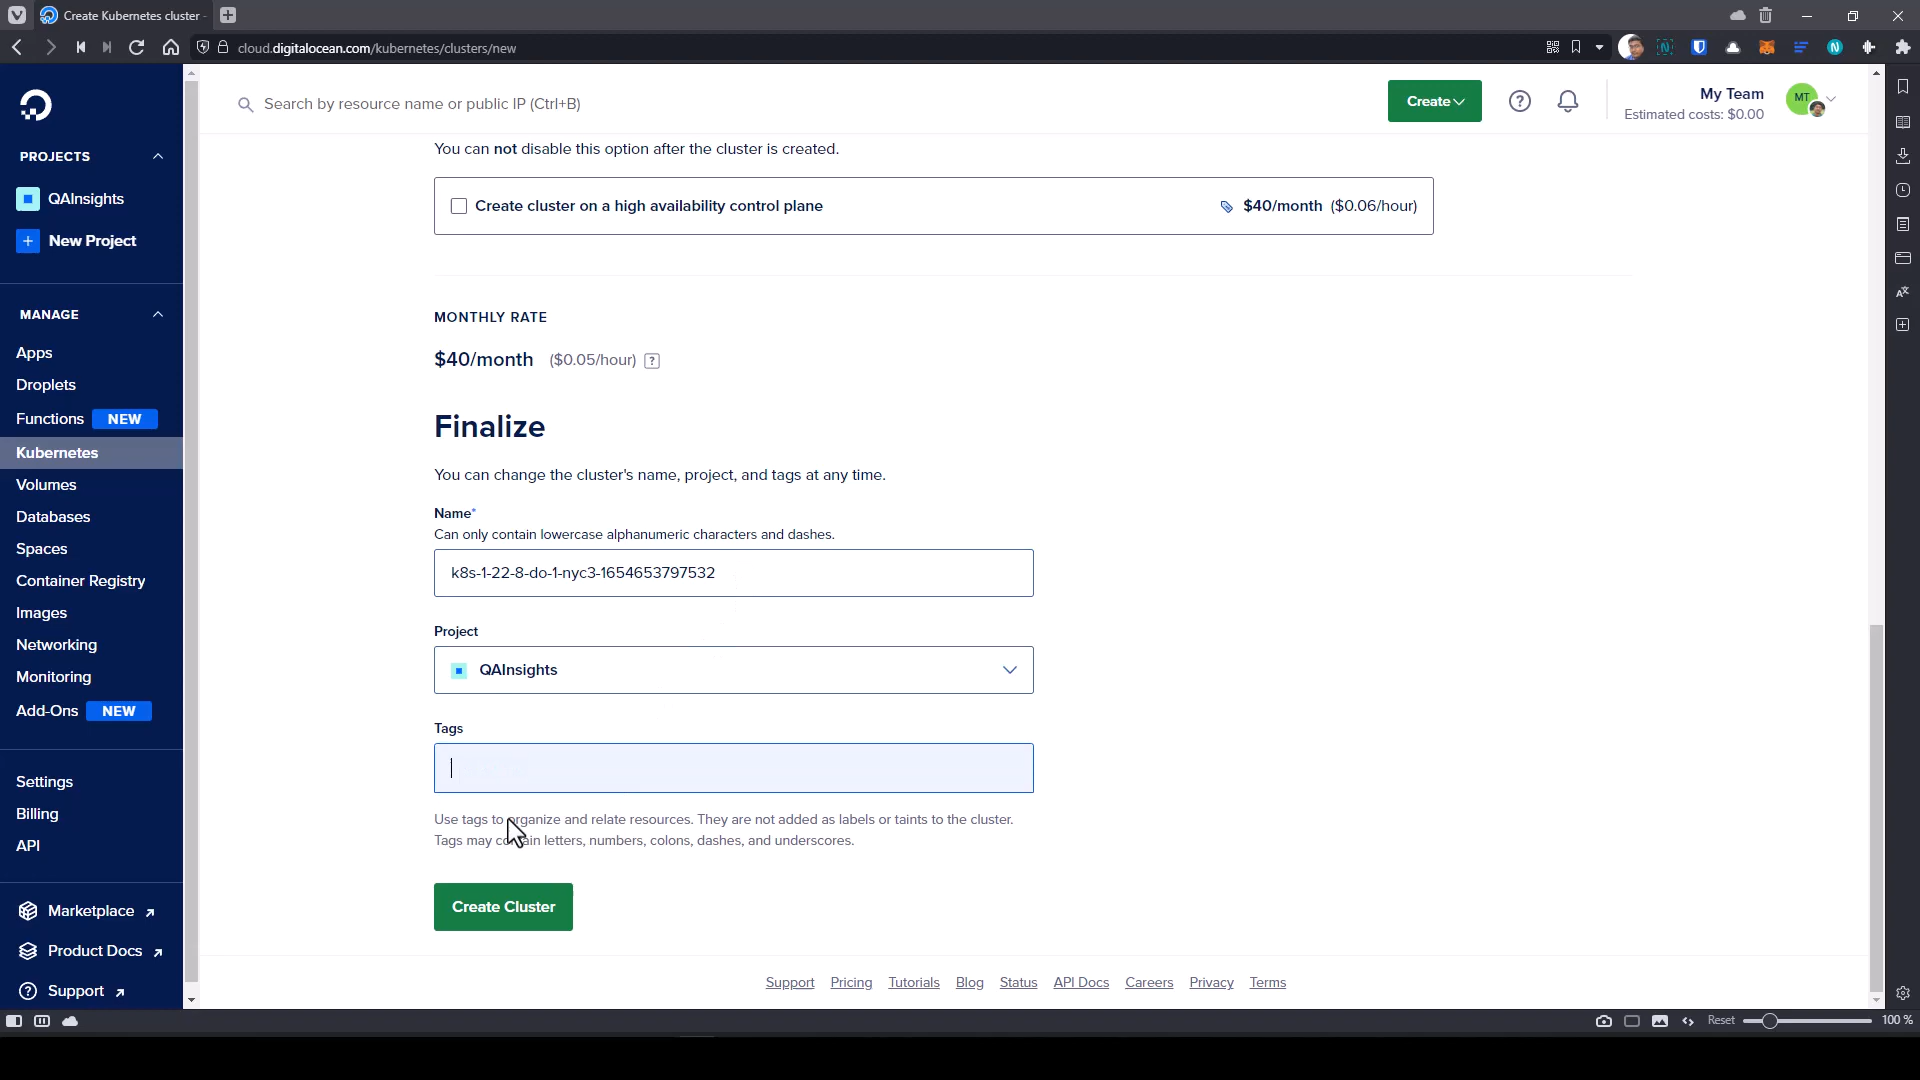 Create Kubernetes cluster -
cloud.digitalocean.com/kubernetes/clusters/new
Search by resource name or public IP (Ctrl+B)
Create
My Team
Estimated costs: $0.00
MT
PROJECTS
QAInsights
+ New Project
MANAGE
Apps
Droplets
Functions NEW
Kubernetes
Volumes
Databases
Spaces
Container Registry
Images
Networking
Monitoring
Add-Ons NEW
Settings
Billing
API
Marketplace
Product Docs
Support
You can not disable this option after the cluster is created.
Create cluster on a high availability control plane
$40/month ($0.06/hour)
MONTHLY RATE
$40/month ($0.05/hour) ?
Finalize
You can change the cluster's name, project, and tags at any time.
Name*
Can only contain lowercase alphanumeric characters and dashes.
k8s-1-22-8-do-1-nyc3-1654653797532
Project
QAInsights
Tags
Use tags to organize and relate resources. They are not added as labels or taints to the cluster.
Tags may contain letters, numbers, colons, dashes, and underscores.
Create Cluster
Support Pricing Tutorials Blog Status API Docs Careers Privacy Terms
Reset 100 %